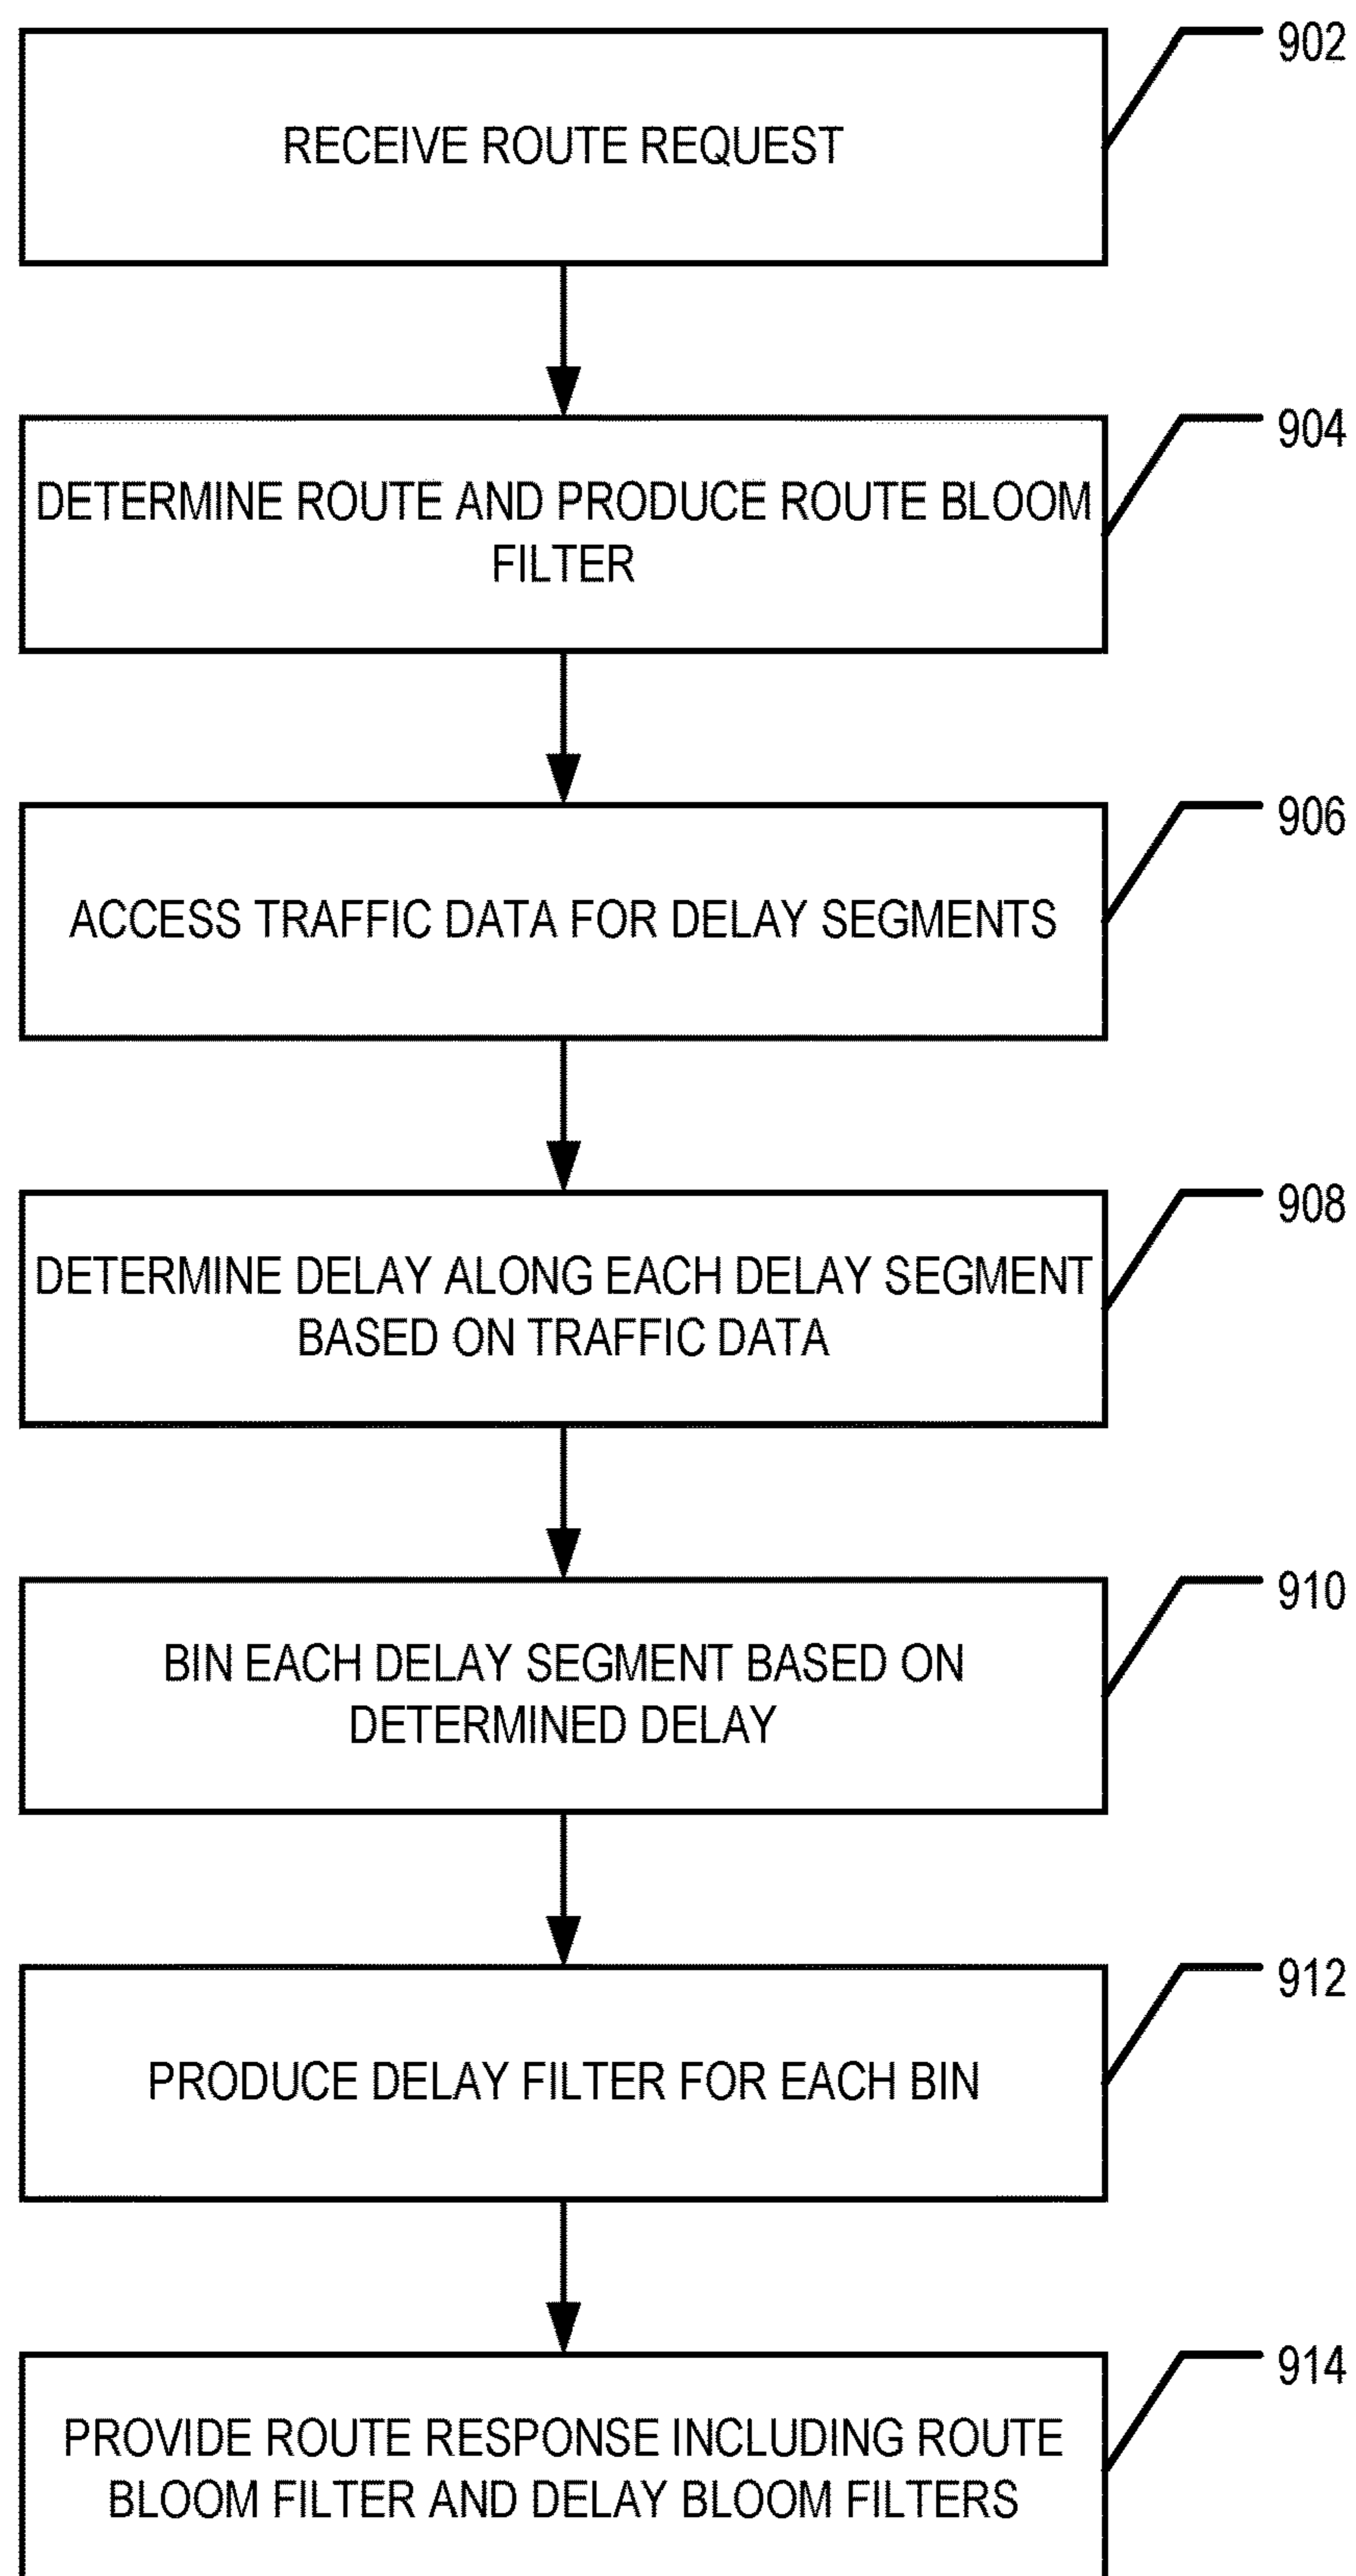 902
RECEIVE ROUTE REQUEST
904
DETERMINE ROUTE AND PRODUCE ROUTE BLOOM
FILTER
906
ACCESS TRAFFIC DATA FOR DELAY SEGMENTS
908
DETERMINE DELAY ALONG EACH DELAY SEGMENT
BASED ON TRAFFIC DATA
910
BIN EACH DELAY SEGMENT BASED ON
DETERMINED DELAY
912
PRODUCE DELAY FILTER FOR EACH BIN
914
PROVIDE ROUTE RESPONSE INCLUDING ROUTE
BLOOM FILTER AND DELAY BLOOM FILTERS